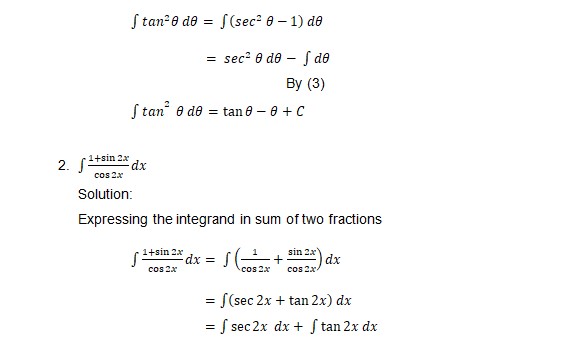 ∫ tan²θ dθ = ∫(sec² θ − 1) dθ
= sec² θ dθ − ∫ dθ
By (3)
∫ tan² θ dθ = tan θ − θ + C
2. ∫ (1+sin 2x)/(cos 2x) dx
Solution:
Expressing the integrand in sum of two fractions
∫ (1+sin 2x)/(cos 2x) dx = ∫ (1/(cos 2x) + (sin 2x)/(cos 2x)) dx
= ∫(sec 2x + tan 2x) dx
= ∫ sec 2x dx + ∫ tan 2x dx